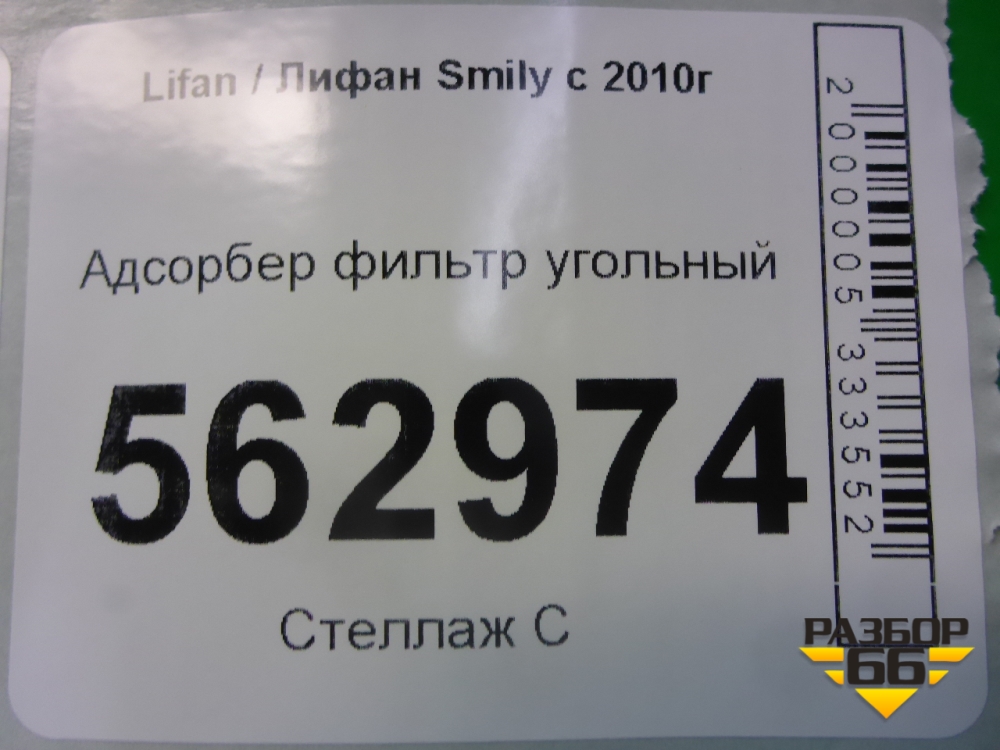 Lifan / Лифан Smily с 2010г
Адсорбер фильтр угольный
562974
Стеллаж С
2000005333552
РАЗБОР
66